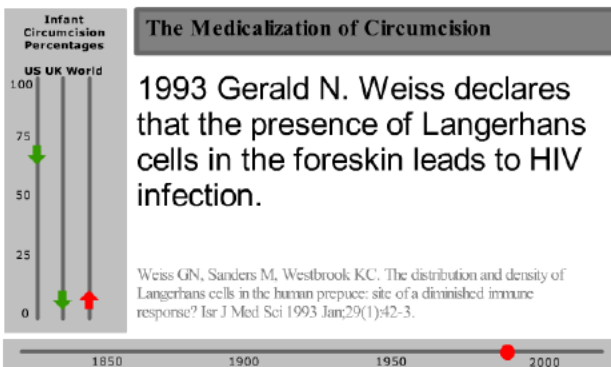 Infant
Circumcision
Percentages
US UK World
100
75
50
25
0
The Medicalization of Circumcision
1993 Gerald N. Weiss declares
that the presence of Langerhans
cells in the foreskin leads to HIV
infection.
Weiss GN, Sanders M, Westbrook KC. The distribution and density of
Langerhans cells in the human prepuce: site of a diminished immune
response? Isr J Med Sci 1993 Jan;29(1):42-3.
1850 1900 1950 2000